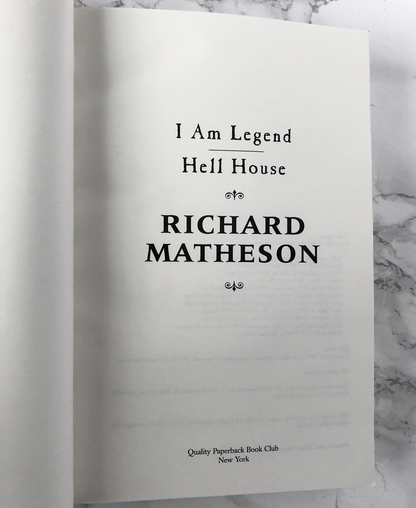 I Am Legend
Hell House
RICHARD
MATHESON
Quality Paperback Book Club
New York